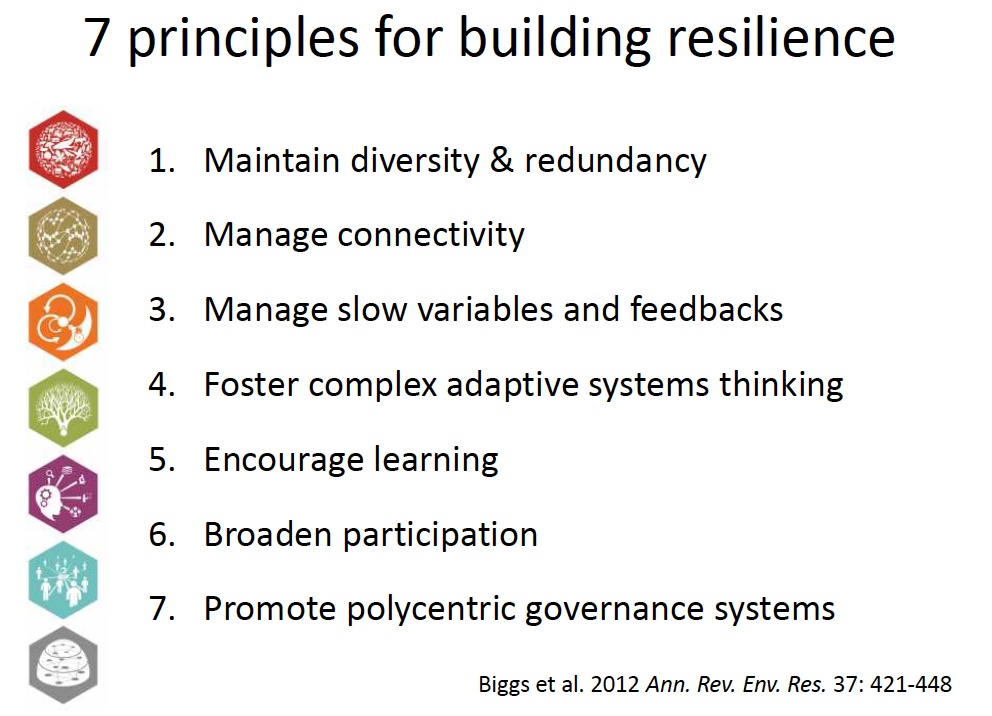 7 principles for building resilience
1. Maintain diversity & redundancy
2. Manage connectivity
3. Manage slow variables and feedbacks
4. Foster complex adaptive systems thinking
5. Encourage learning
6. Broaden participation
7. Promote polycentric governance systems
Biggs et al. 2012 Ann. Rev. Env. Res. 37: 421-448